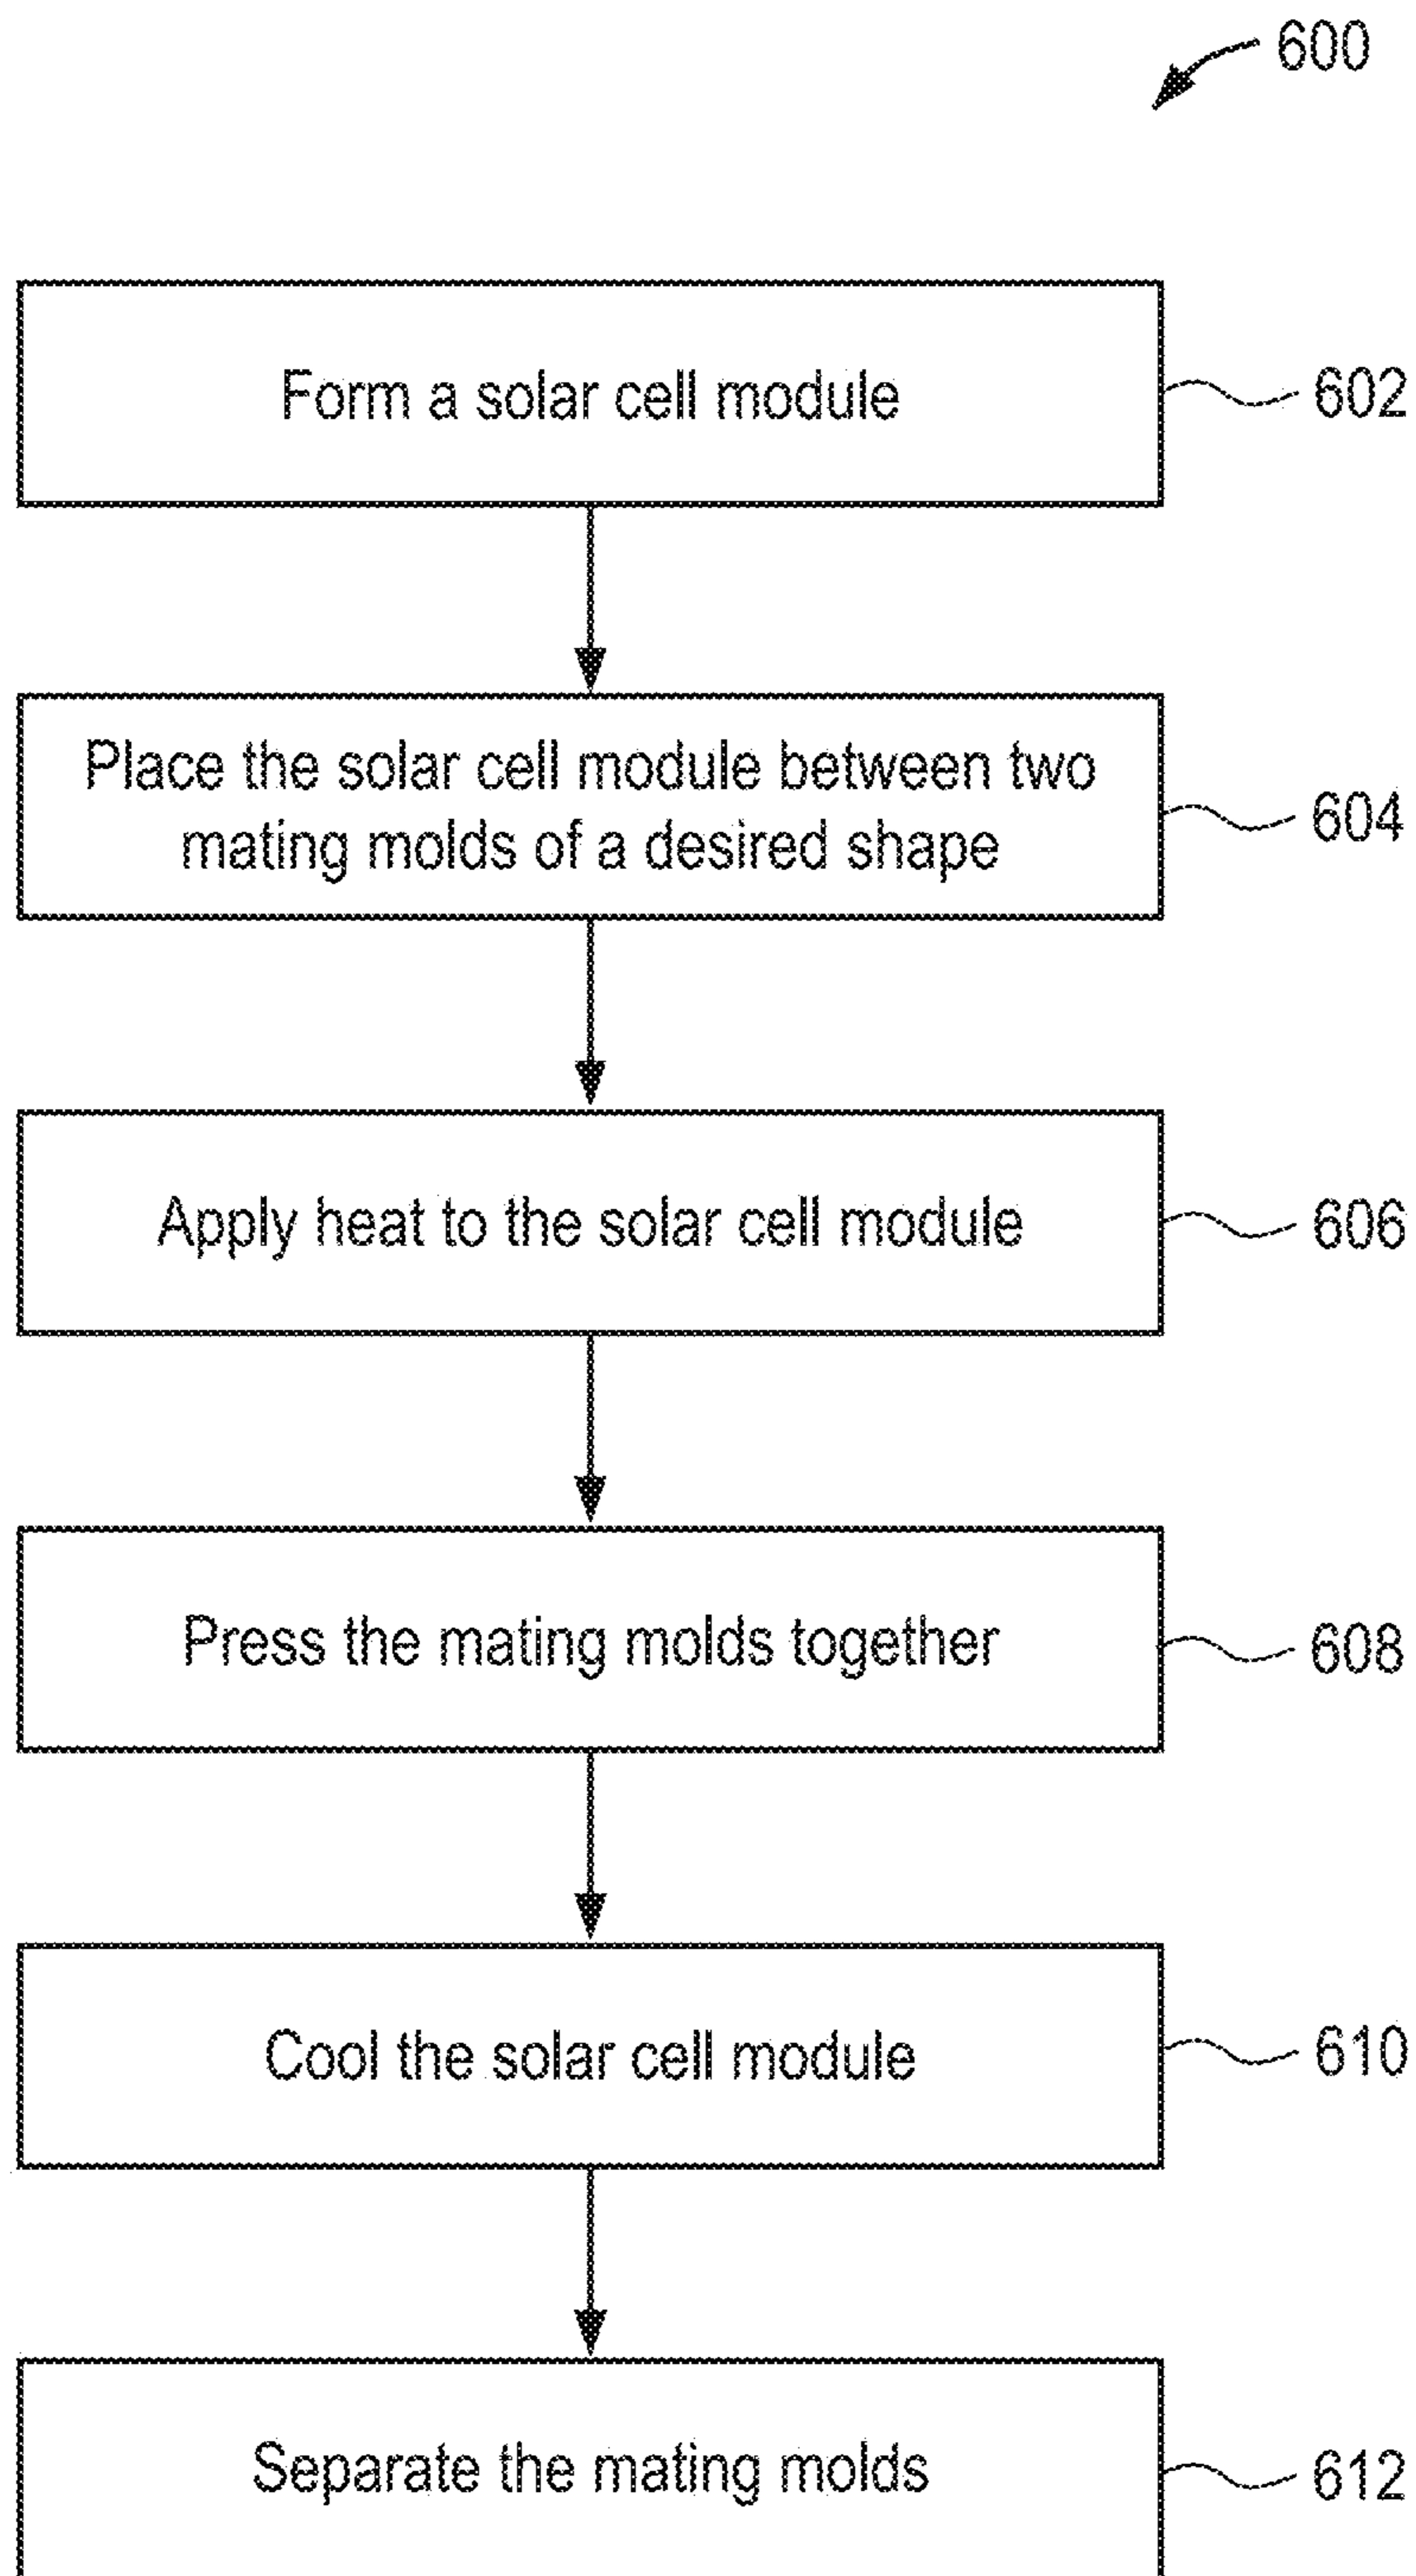 600
Form a solar cell module
602
Place the solar cell module between two
mating molds of a desired shape
604
Apply heat to the solar cell module
606
Press the mating molds together
608
Cool the solar cell module
610
Separate the mating molds
612